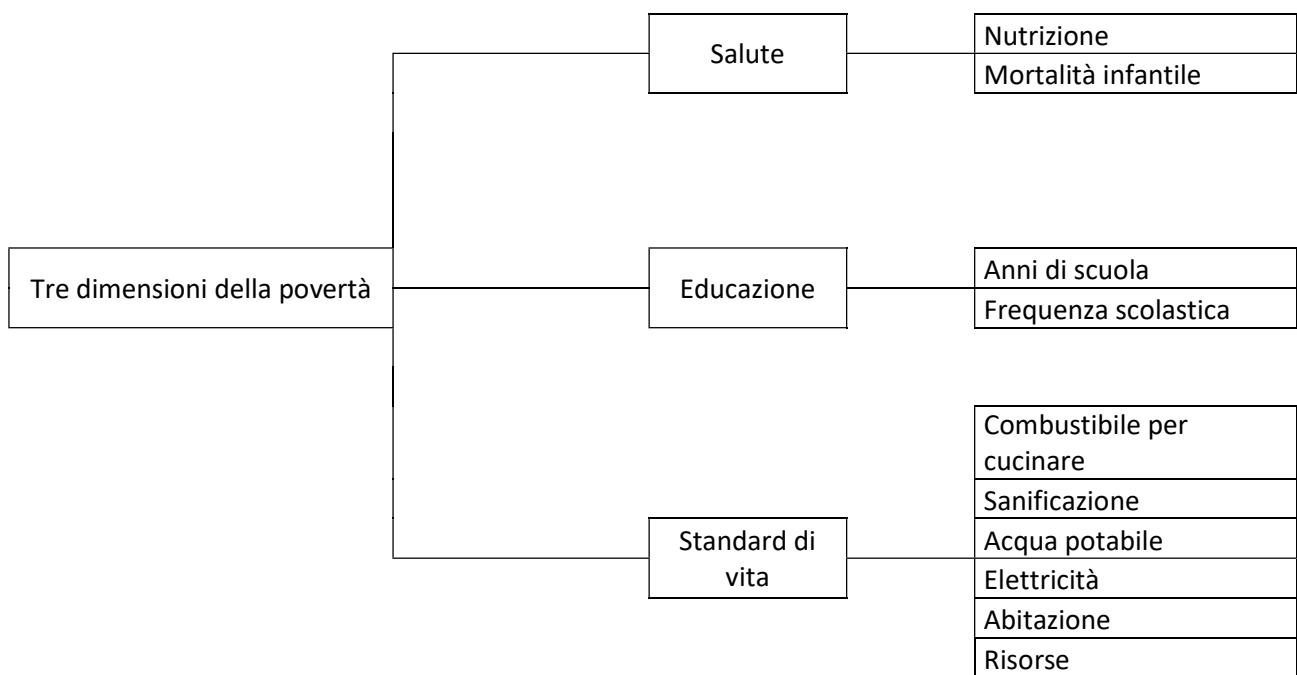 Salute
Nutrizione
Mortalità infantile
Tre dimensioni della povertà
Educazione
Anni di scuola
Frequenza scolastica
Standard di
vita
Combustibile per
cucinare
Sanificazione
Acqua potabile
Elettricità
Abitazione
Risorse